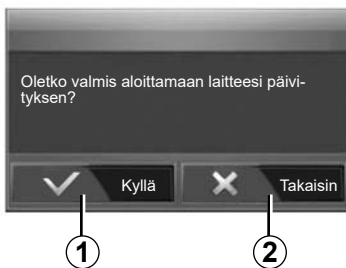 Oletko valmis aloittamaan laitteesi päivi-
tyksen?
Kyllä Takaisin
1 2